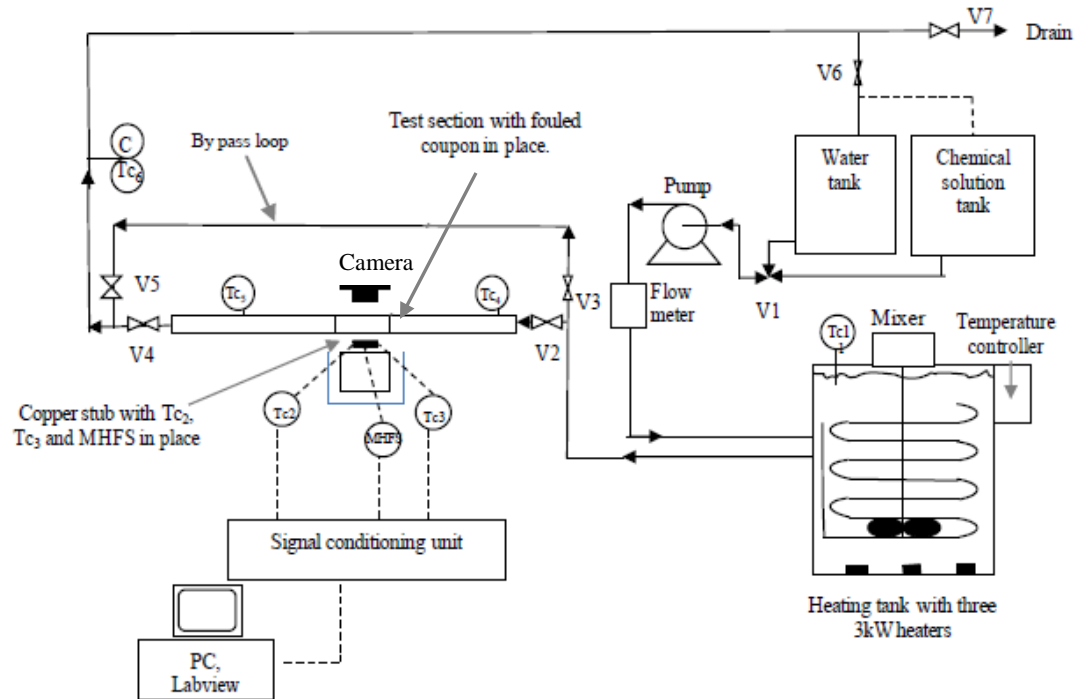 V7
Drain
V6
Test section with fouled
coupon in place.
By pass loop
C
Tc6
Water
tank
Chemical
solution
tank
Pump
Camera
V5
Tc5
Tc4
V3
Flow
meter
V1
V4
V2
Mixer
Temperature
controller
Tc1
1
Copper stub with Tc2,
Tc3 and MHFS in place
Tc2
Tc3
MHFS
Signal conditioning unit
Heating tank with three
3kW heaters
PC,
Labview